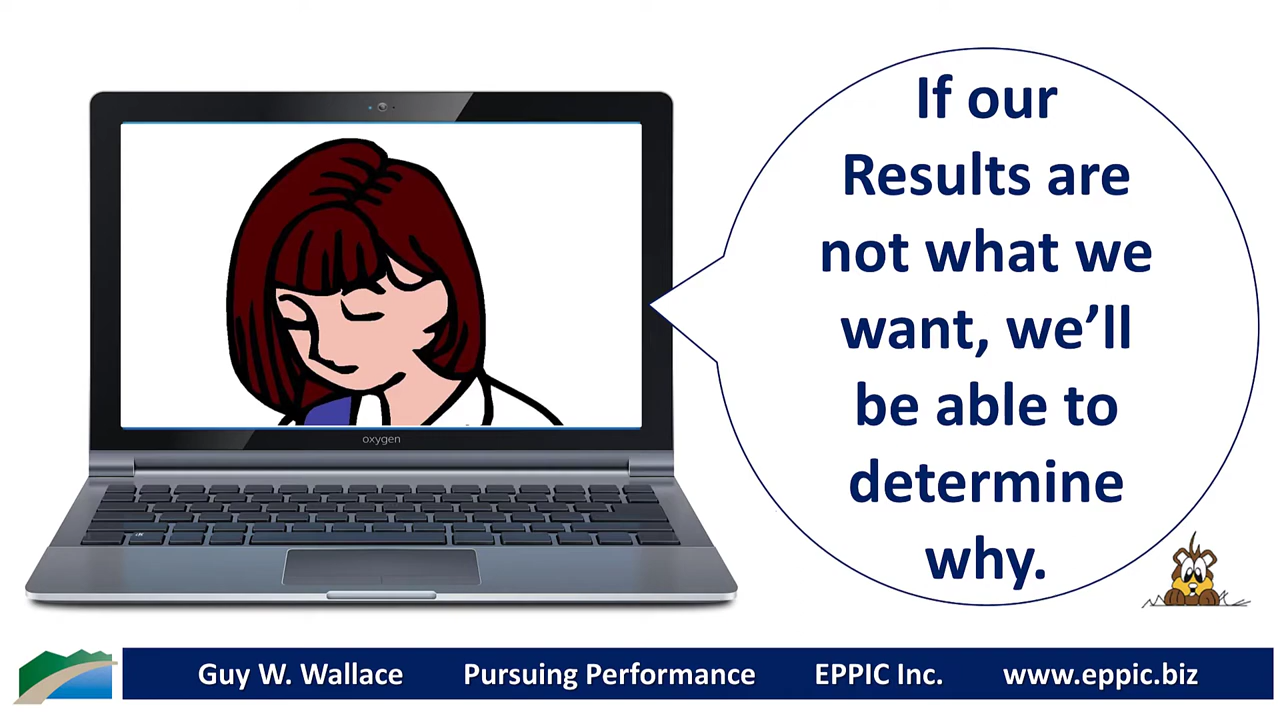 If our
Results are
not what we
want, we’ll
be able to
determine
why.
oxygen
Guy W. Wallace Pursuing Performance EPPIC Inc. www.eppic.biz